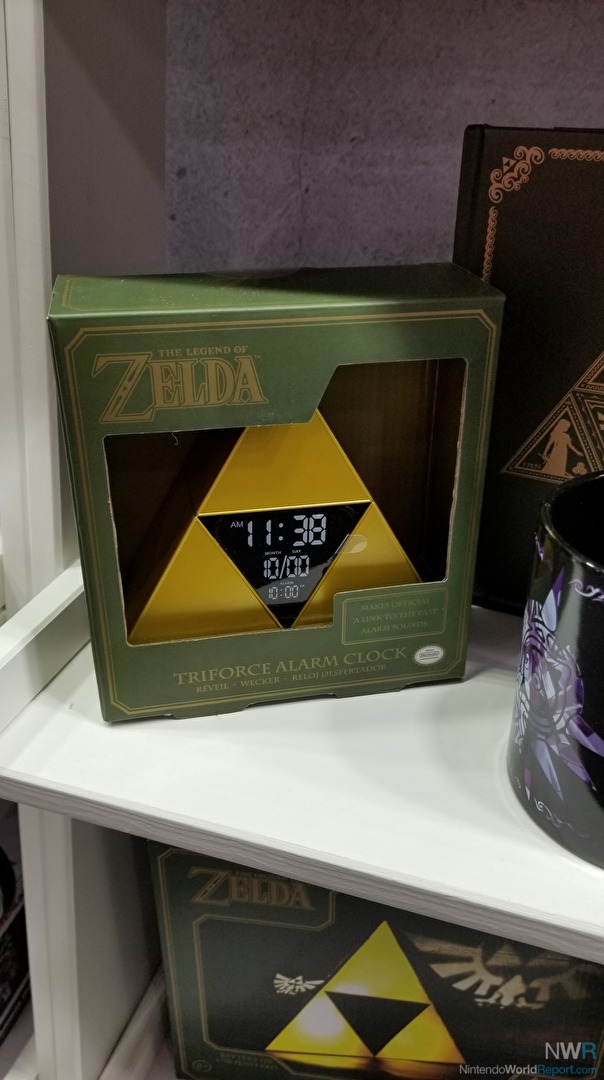 THE LEGEND OF
ZELDA™
AM 11:38
MONTH DAY
10/00
ALARM
10:00
MAKES OFFICIAL
"A LINK TO THE PAST"
ALARM SOUNDS
TRIFORCE ALARM CLOCK
RÉVEIL - WECKER - RELOJ DESPERTADOR
THE LEGEND OF
ZELDA
NWR
NintendoWorldReport.com